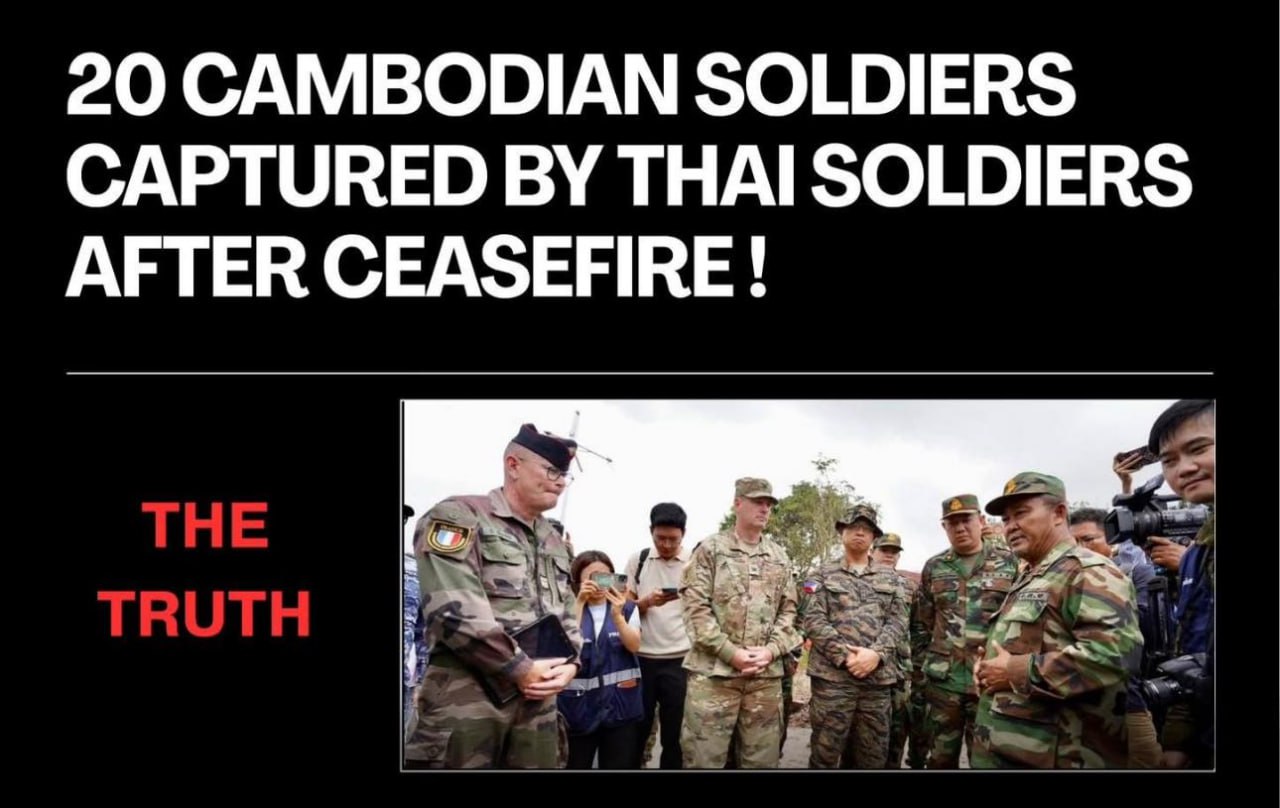 20 CAMBODIAN SOLDIERS
CAPTURED BY THAI SOLDIERS
AFTER CEASEFIRE !
THE
TRUTH